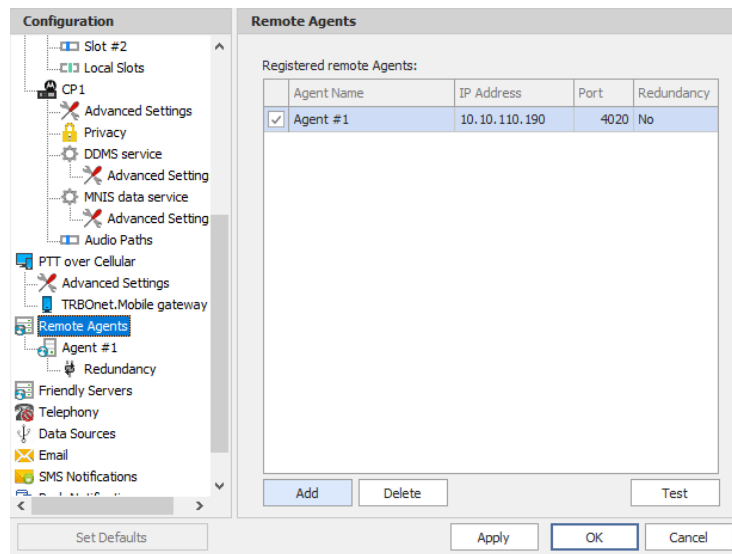 Configuration
Slot #2
Local Slots
CP1
Advanced Settings
Privacy
DDMS service
Advanced Setting
MNIS data service
Advanced Setting
Audio Paths
PTT over Cellular
Advanced Settings
TRBOnet.Mobile gateway
Remote Agents
Agent #1
Redundancy
Friendly Servers
Telephony
Data Sources
Email
SMS Notifications
Set Defaults
Remote Agents
Registered remote Agents:
Agent Name IP Address Port Redundancy
Agent #1 10.10.110.190 4020 No
Add Delete Test
Apply OK Cancel